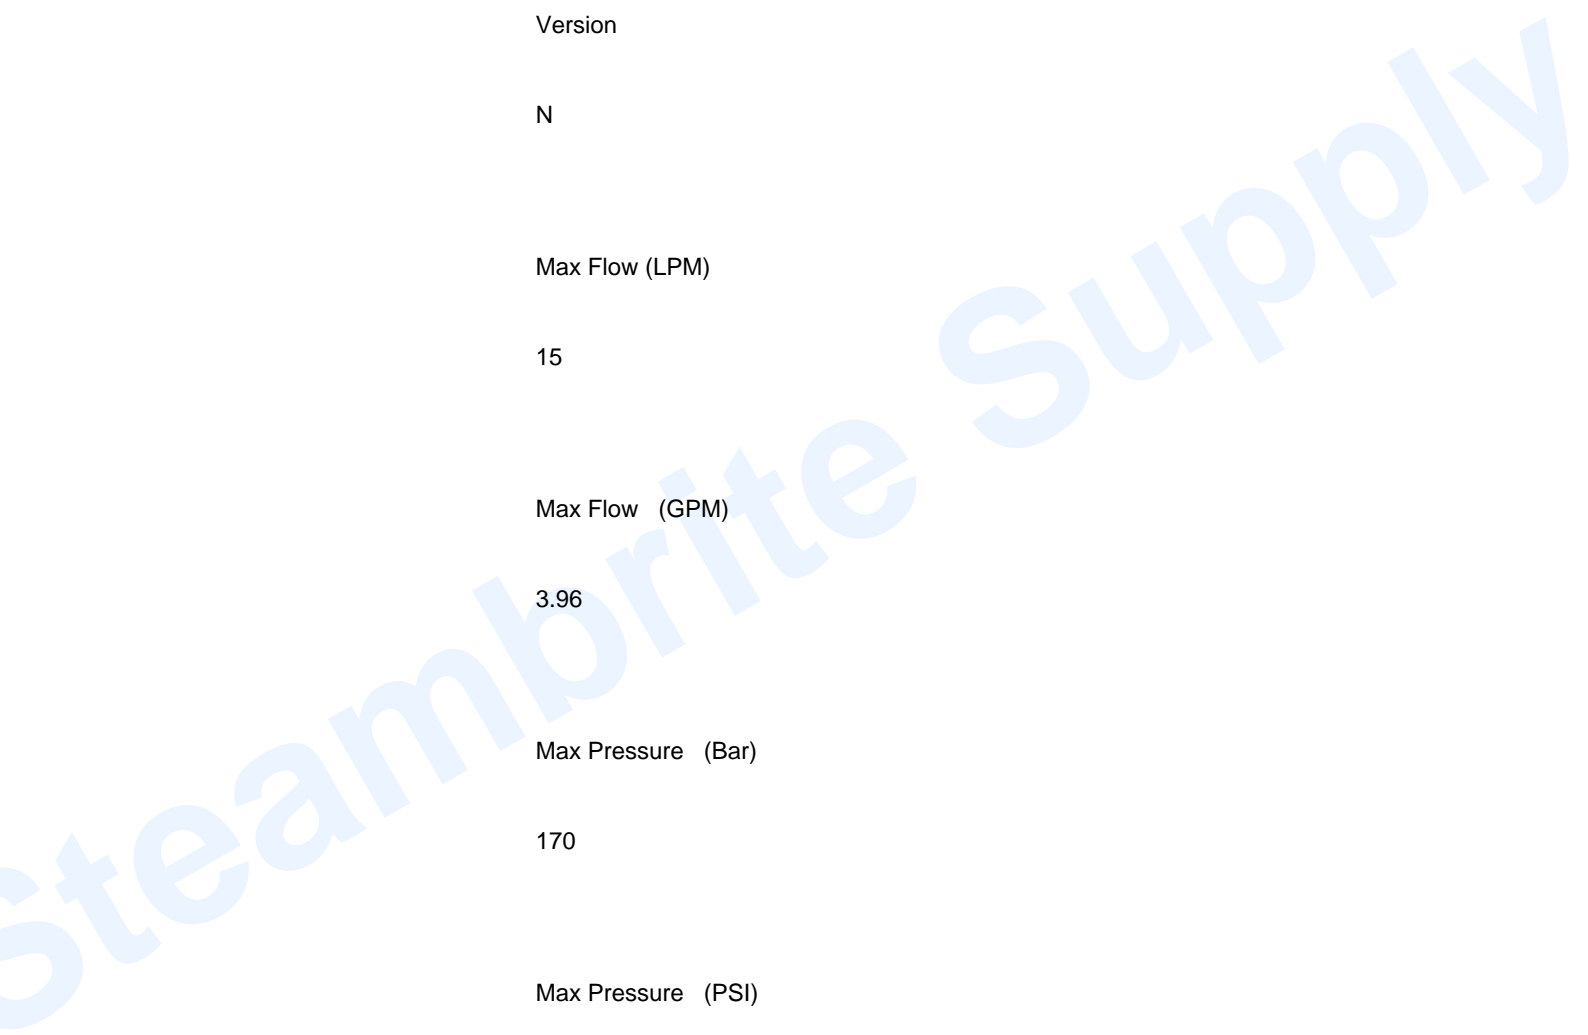 Version
N
Max Flow (LPM)
15
Max Flow (GPM)
3.96
Max Pressure (Bar)
170
Max Pressure (PSI)
Steambrite Supply